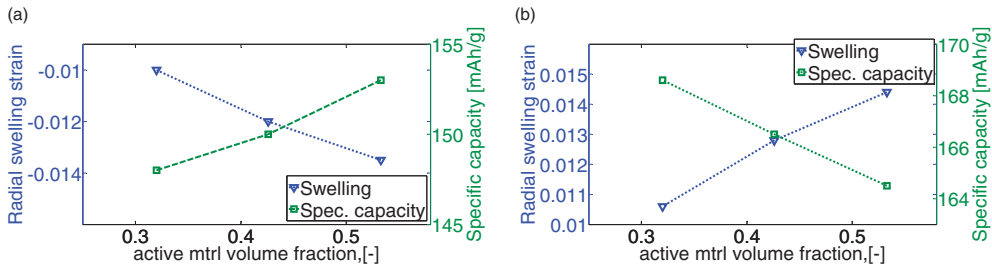 (a)
Radial swelling strain
-0.01
-0.012
-0.014
155
150
145
Specific capacity [mAh/g]
Swelling
Spec. capacity
0.3
0.4
0.5
active mtrl volume fraction,[-]
(b)
Radial swelling strain
0.015
0.014
0.013
0.012
0.011
0.01
170
168
166
164
Specific capacity [mAh/g]
Swelling
Spec. capacity
0.3
0.4
0.5
active mtrl volume fraction,[-]